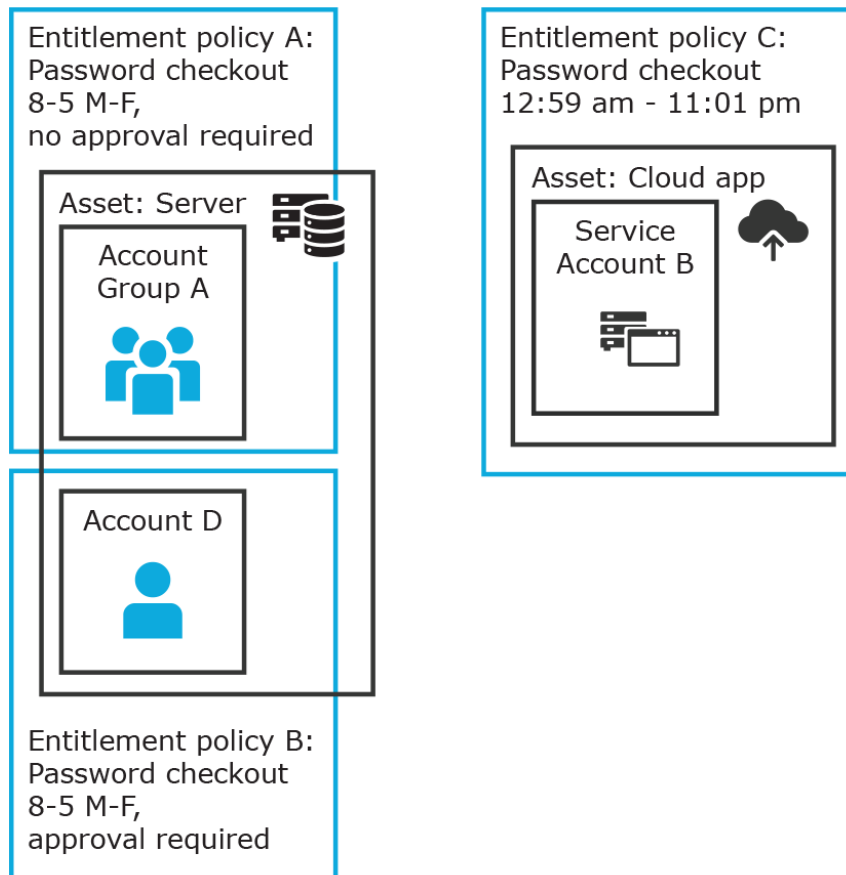 Entitlement policy A:
Password checkout
8-5 M-F,
no approval required
Asset: Server
Account
Group A
Account D
Entitlement policy B:
Password checkout
8-5 M-F,
approval required
Entitlement policy C:
Password checkout
12:59 am - 11:01 pm
Asset: Cloud app
Service
Account B